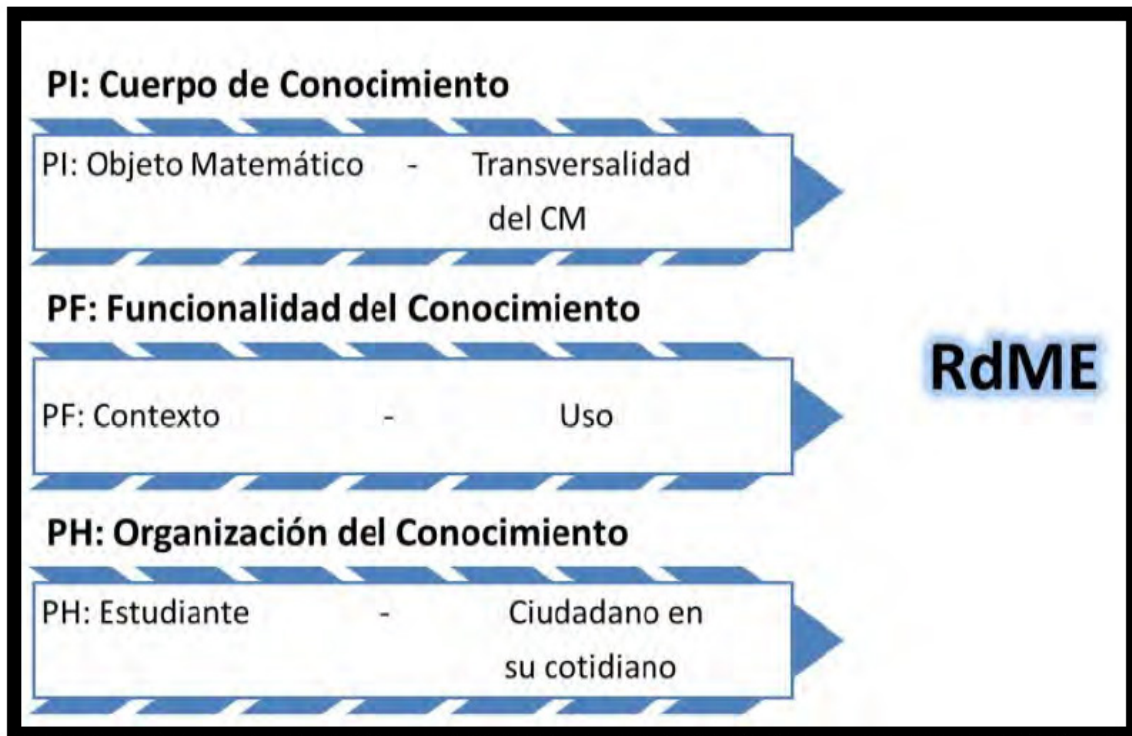 PI: Cuerpo de Conocimiento
PI: Objeto Matemático - Transversalidad
del CM
PF: Funcionalidad del Conocimiento
PF: Contexto - Uso
RdME
PH: Organización del Conocimiento
PH: Estudiante - Ciudadano en
su cotidiano